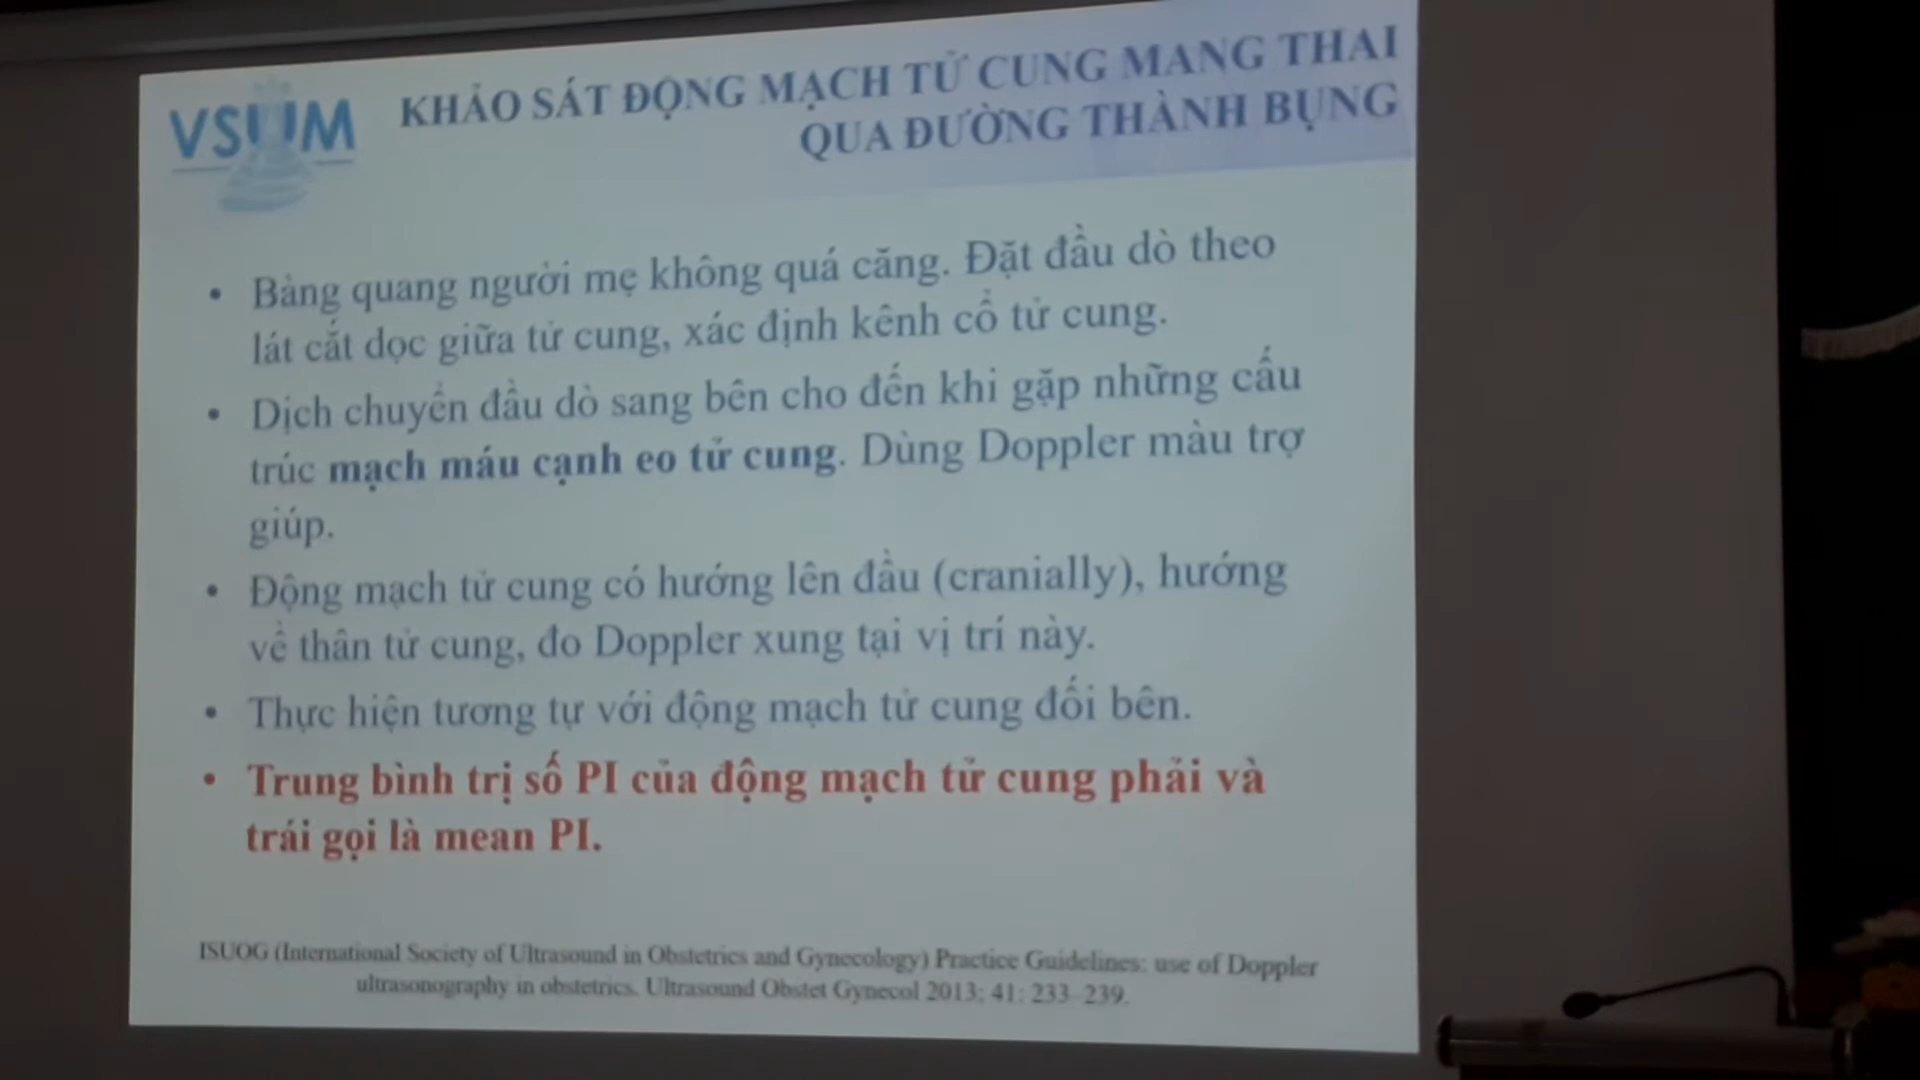 VSUM
KHẢO SÁT ĐỘNG MẠCH TỬ CUNG MANG THAI
QUA ĐƯỜNG THÀNH BỤNG
• Bàng quang người mẹ không quá căng. Đặt đầu dò theo
lát cắt dọc giữa tử cung, xác định kênh cổ tử cung.
• Dịch chuyển đầu dò sang bên cho đến khi gặp những cấu
trúc mạch máu cạnh eo tử cung. Dùng Doppler màu trợ
giúp.
• Động mạch tử cung có hướng lên đầu (cranially), hướng
về thân tử cung, đo Doppler xung tại vị trí này.
• Thực hiện tương tự với động mạch tử cung đối bên.
• Trung bình trị số PI của động mạch tử cung phải và
trái gọi là mean PI.
ISUOG (International Society of Ultrasound in Obstetrics and Gynecology) Practice Guidelines: use of Doppler
ultrasonography in obstetrics. Ultrasound Obstet Gynecol 2013; 41: 233–239.